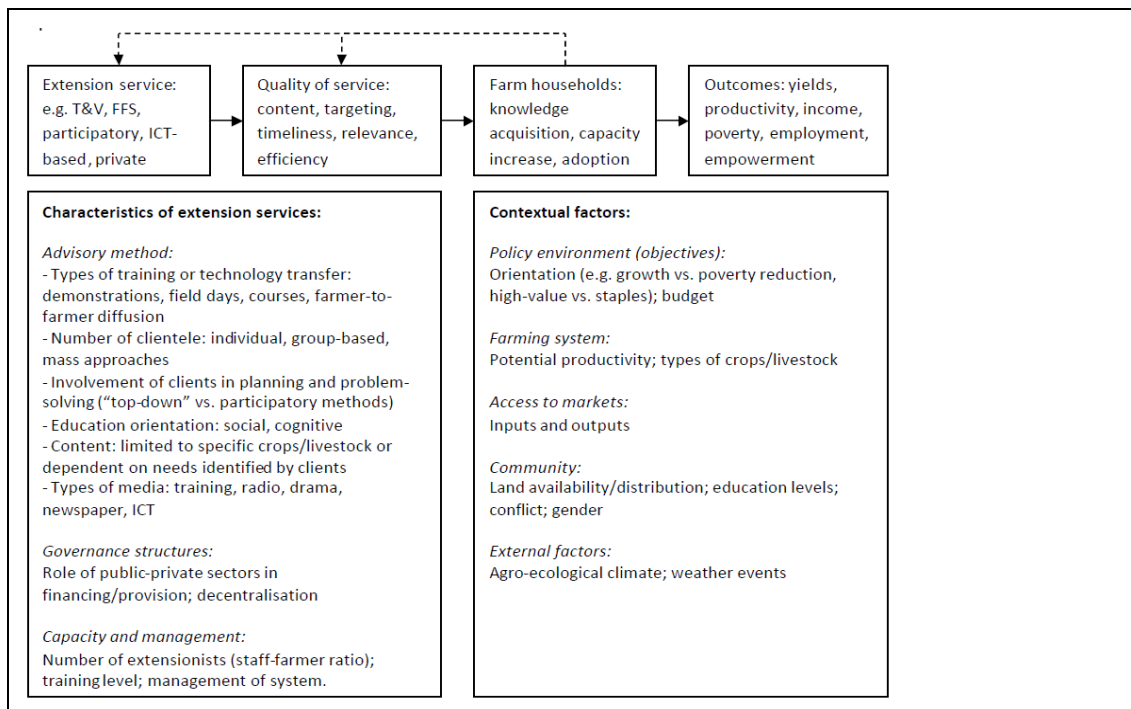 Extension service:
e.g. T&V, FFS,
participatory, ICT-
based, private
Quality of service:
content, targeting,
timeliness, relevance,
efficiency
Farm households:
knowledge
acquisition, capacity
increase, adoption
Outcomes: yields,
productivity, income,
poverty, employment,
empowerment
Characteristics of extension services:
Advisory method:
- Types of training or technology transfer:
demonstrations, field days, courses, farmer-to-
farmer diffusion
- Number of clientele: individual, group-based,
mass approaches
- Involvement of clients in planning and problem-
solving (“top-down” vs. participatory methods)
- Education orientation: social, cognitive
- Content: limited to specific crops/livestock or
dependent on needs identified by clients
- Types of media: training, radio, drama,
newspaper, ICT
Governance structures:
Role of public-private sectors in
financing/provision; decentralisation
Capacity and management:
Number of extensionists (staff-farmer ratio);
training level; management of system.
Contextual factors:
Policy environment (objectives):
Orientation (e.g. growth vs. poverty reduction,
high-value vs. staples); budget
Farming system:
Potential productivity; types of crops/livestock
Access to markets:
Inputs and outputs
Community:
Land availability/distribution; education levels;
conflict; gender
External factors:
Agro-ecological climate; weather events